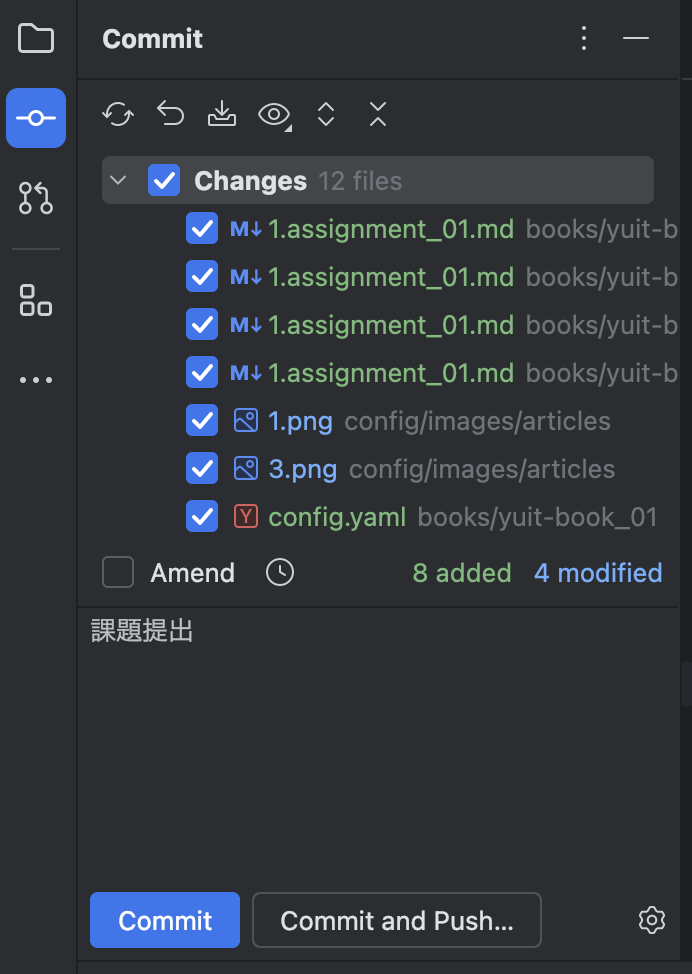 Commit
Changes 12 files
M↓ 1.assignment_01.md books/yuit-b
M↓ 1.assignment_01.md books/yuit-b
M↓ 1.assignment_01.md books/yuit-b
M↓ 1.assignment_01.md books/yuit-b
1.png config/images/articles
3.png config/images/articles
Y config.yaml books/yuit-book_01
Amend 8 added 4 modified
課題提出
Commit Commit and Push...